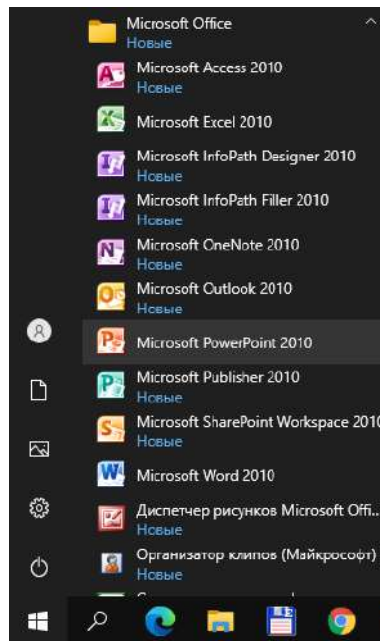 Microsoft Office
Новые
Microsoft Access 2010
Новые
Microsoft Excel 2010
Microsoft InfoPath Designer 2010
Новые
Microsoft InfoPath Filler 2010
Новые
Microsoft OneNote 2010
Новые
Microsoft Outlook 2010
Новые
Microsoft PowerPoint 2010
Microsoft Publisher 2010
Новые
Microsoft SharePoint Workspace 2010
Новые
Microsoft Word 2010
Диспетчер рисунков Microsoft Offi...
Новые
Организатор клипов (Майкрософт)
Новые